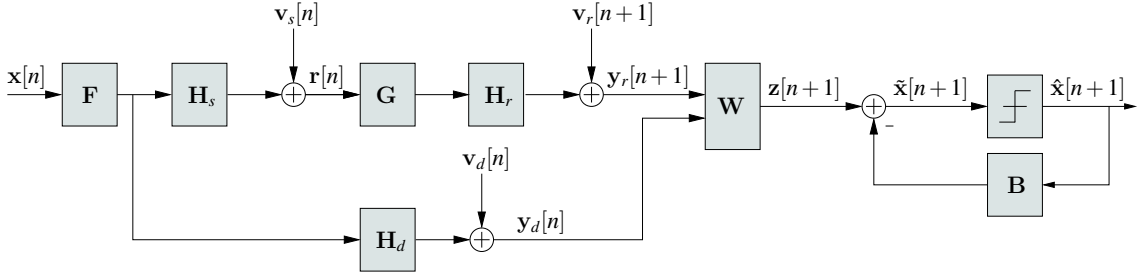 v_s[n]
v_r[n+1]
x[n]
F
H_s
r[n]
G
H_r
y_r[n+1]
W
z[n+1]
x̃[n+1]
x̂[n+1]
–
B
v_d[n]
H_d
y_d[n]